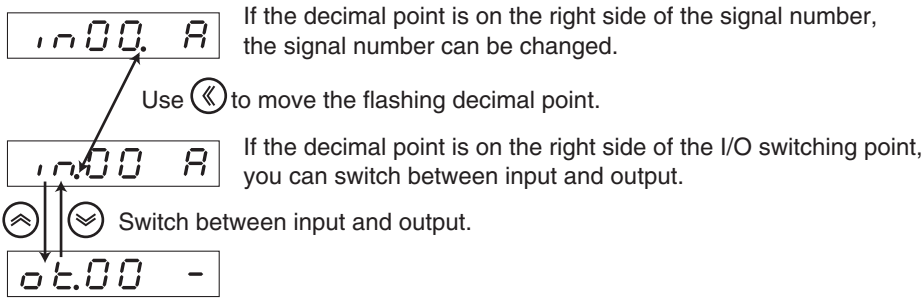 in00. A
If the decimal point is on the right side of the signal number,
the signal number can be changed.
Use « to move the flashing decimal point.
in.00 A
If the decimal point is on the right side of the I/O switching point,
you can switch between input and output.
Switch between input and output.
ot.00 -